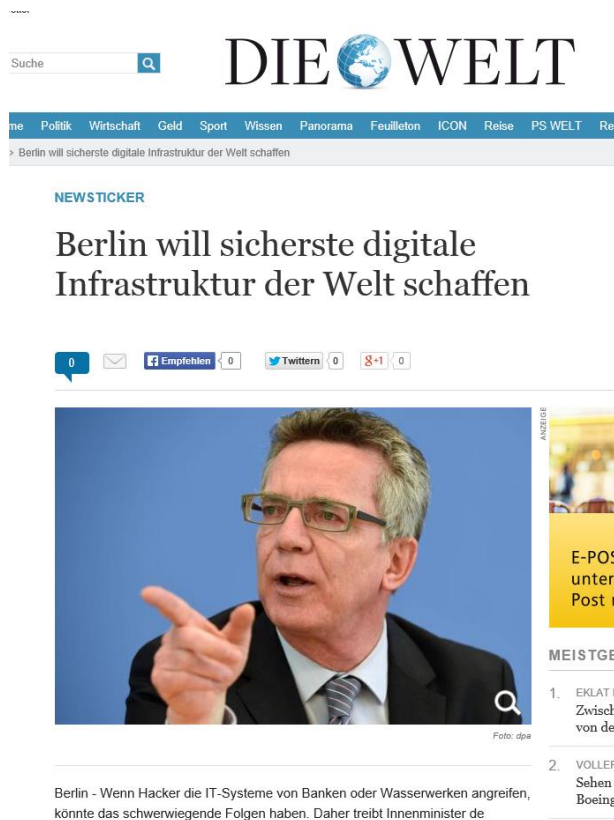 Suche
DIE WELT
me Politik Wirtschaft Geld Sport Wissen Panorama Feuilleton ICON Reise PS WELT Re
> Berlin will sicherste digitale Infrastruktur der Welt schaffen
NEWSTICKER
Berlin will sicherste digitale
Infrastruktur der Welt schaffen
0 Empfehlen 0 Twittern 0 +1 0
ANZEIGE
E-POS
unter
Post
Foto: dpa
Berlin - Wenn Hacker die IT-Systeme von Banken oder Wasserwerken angreifen,
könnte das schwerwiegende Folgen haben. Daher treibt Innenminister de
MEISTGE
1. EKLAT
Zwisch
von de
2. VOLLER
Sehen
Boeing